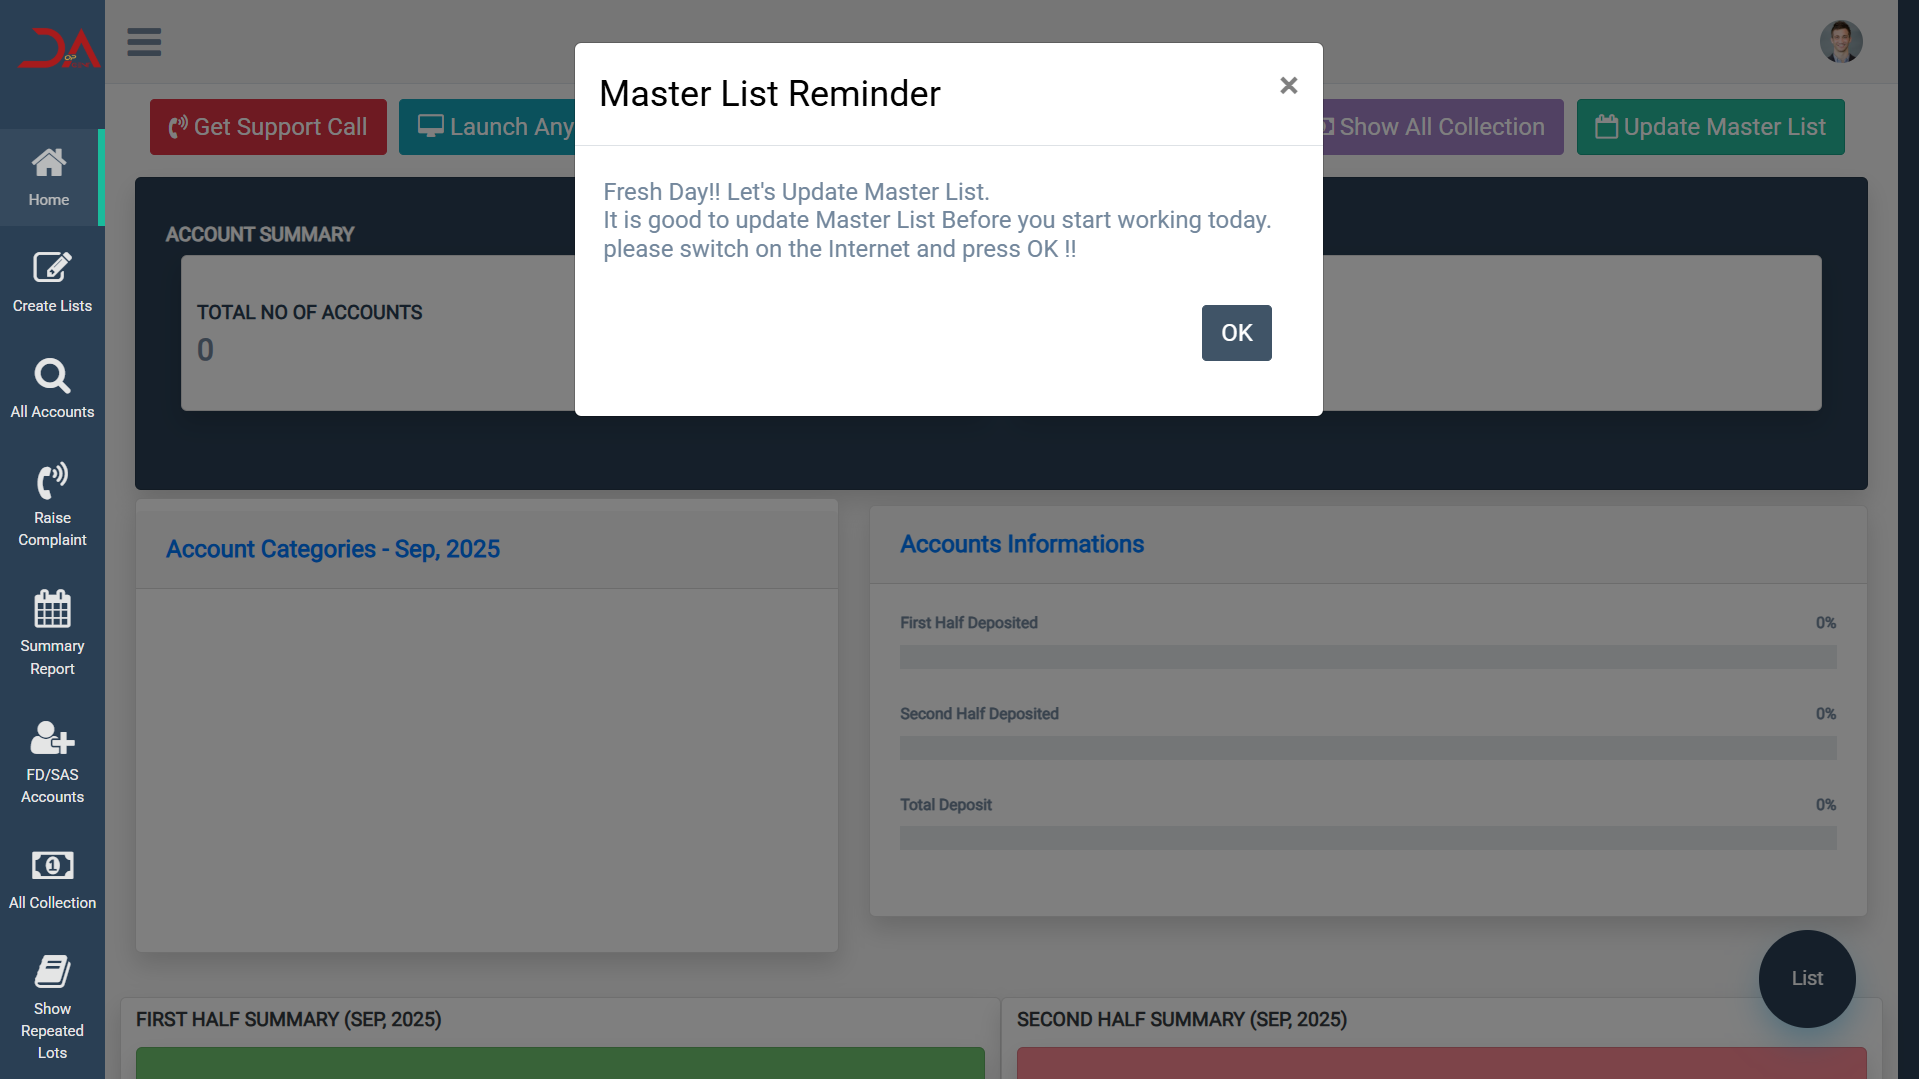 DA
OP
Get Support Call
Launch Any
Show All Collection
Update Master List
Master List Reminder
×
Fresh Day!! Let's Update Master List.
It is good to update Master List Before you start working today.
please switch on the Internet and press OK !!
OK
Home
Create Lists
All Accounts
Raise
Complaint
Summary
Report
FD/SAS
Accounts
All Collection
Show
Repeated
Lots
ACCOUNT SUMMARY
TOTAL NO OF ACCOUNTS
0
Account Categories - Sep, 2025
Accounts Informations
First Half Deposited 0%
Second Half Deposited 0%
Total Deposit 0%
List
FIRST HALF SUMMARY (SEP, 2025)
SECOND HALF SUMMARY (SEP, 2025)